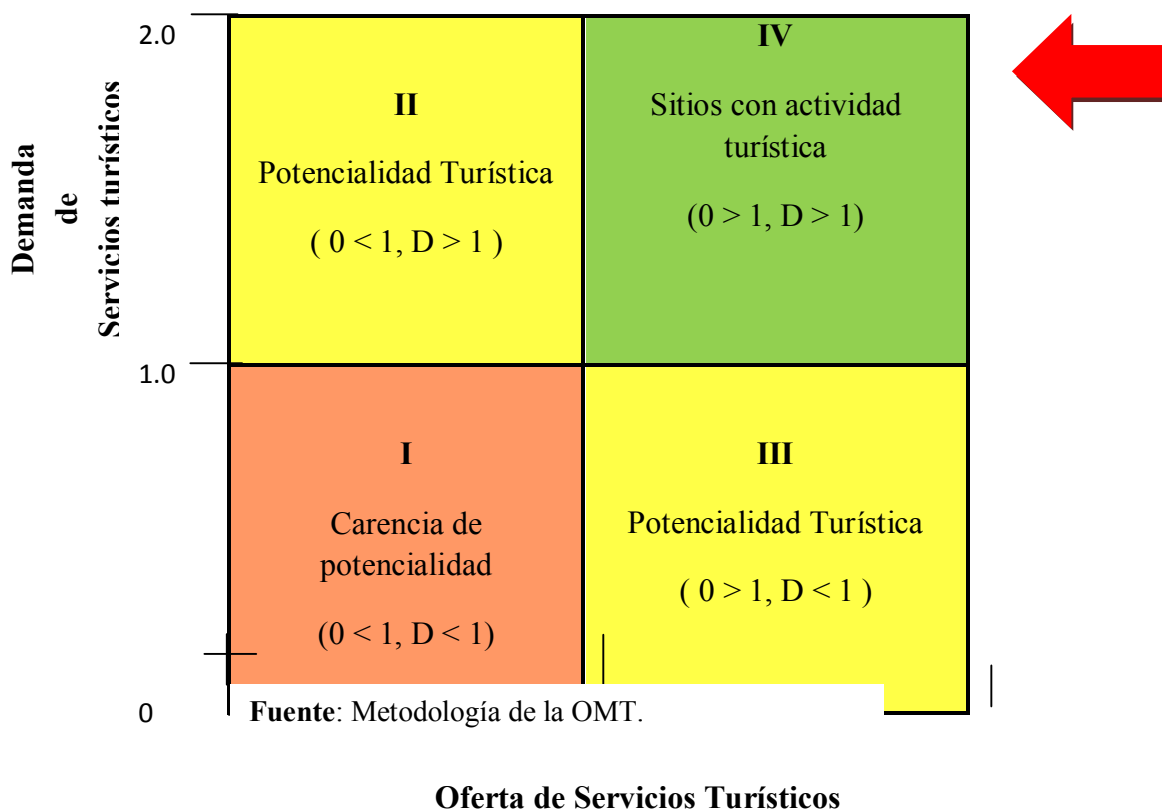 2.0
Demanda
de
Servicios turísticos
II
Potencialidad Turística
( 0 < 1, D > 1 )
IV
Sitios con actividad
turística
(0 > 1, D > 1)
1.0
I
Carencia de
potencialidad
(0 < 1, D < 1)
III
Potencialidad Turística
( 0 > 1, D < 1 )
0
Fuente: Metodología de la OMT.
Oferta de Servicios Turísticos